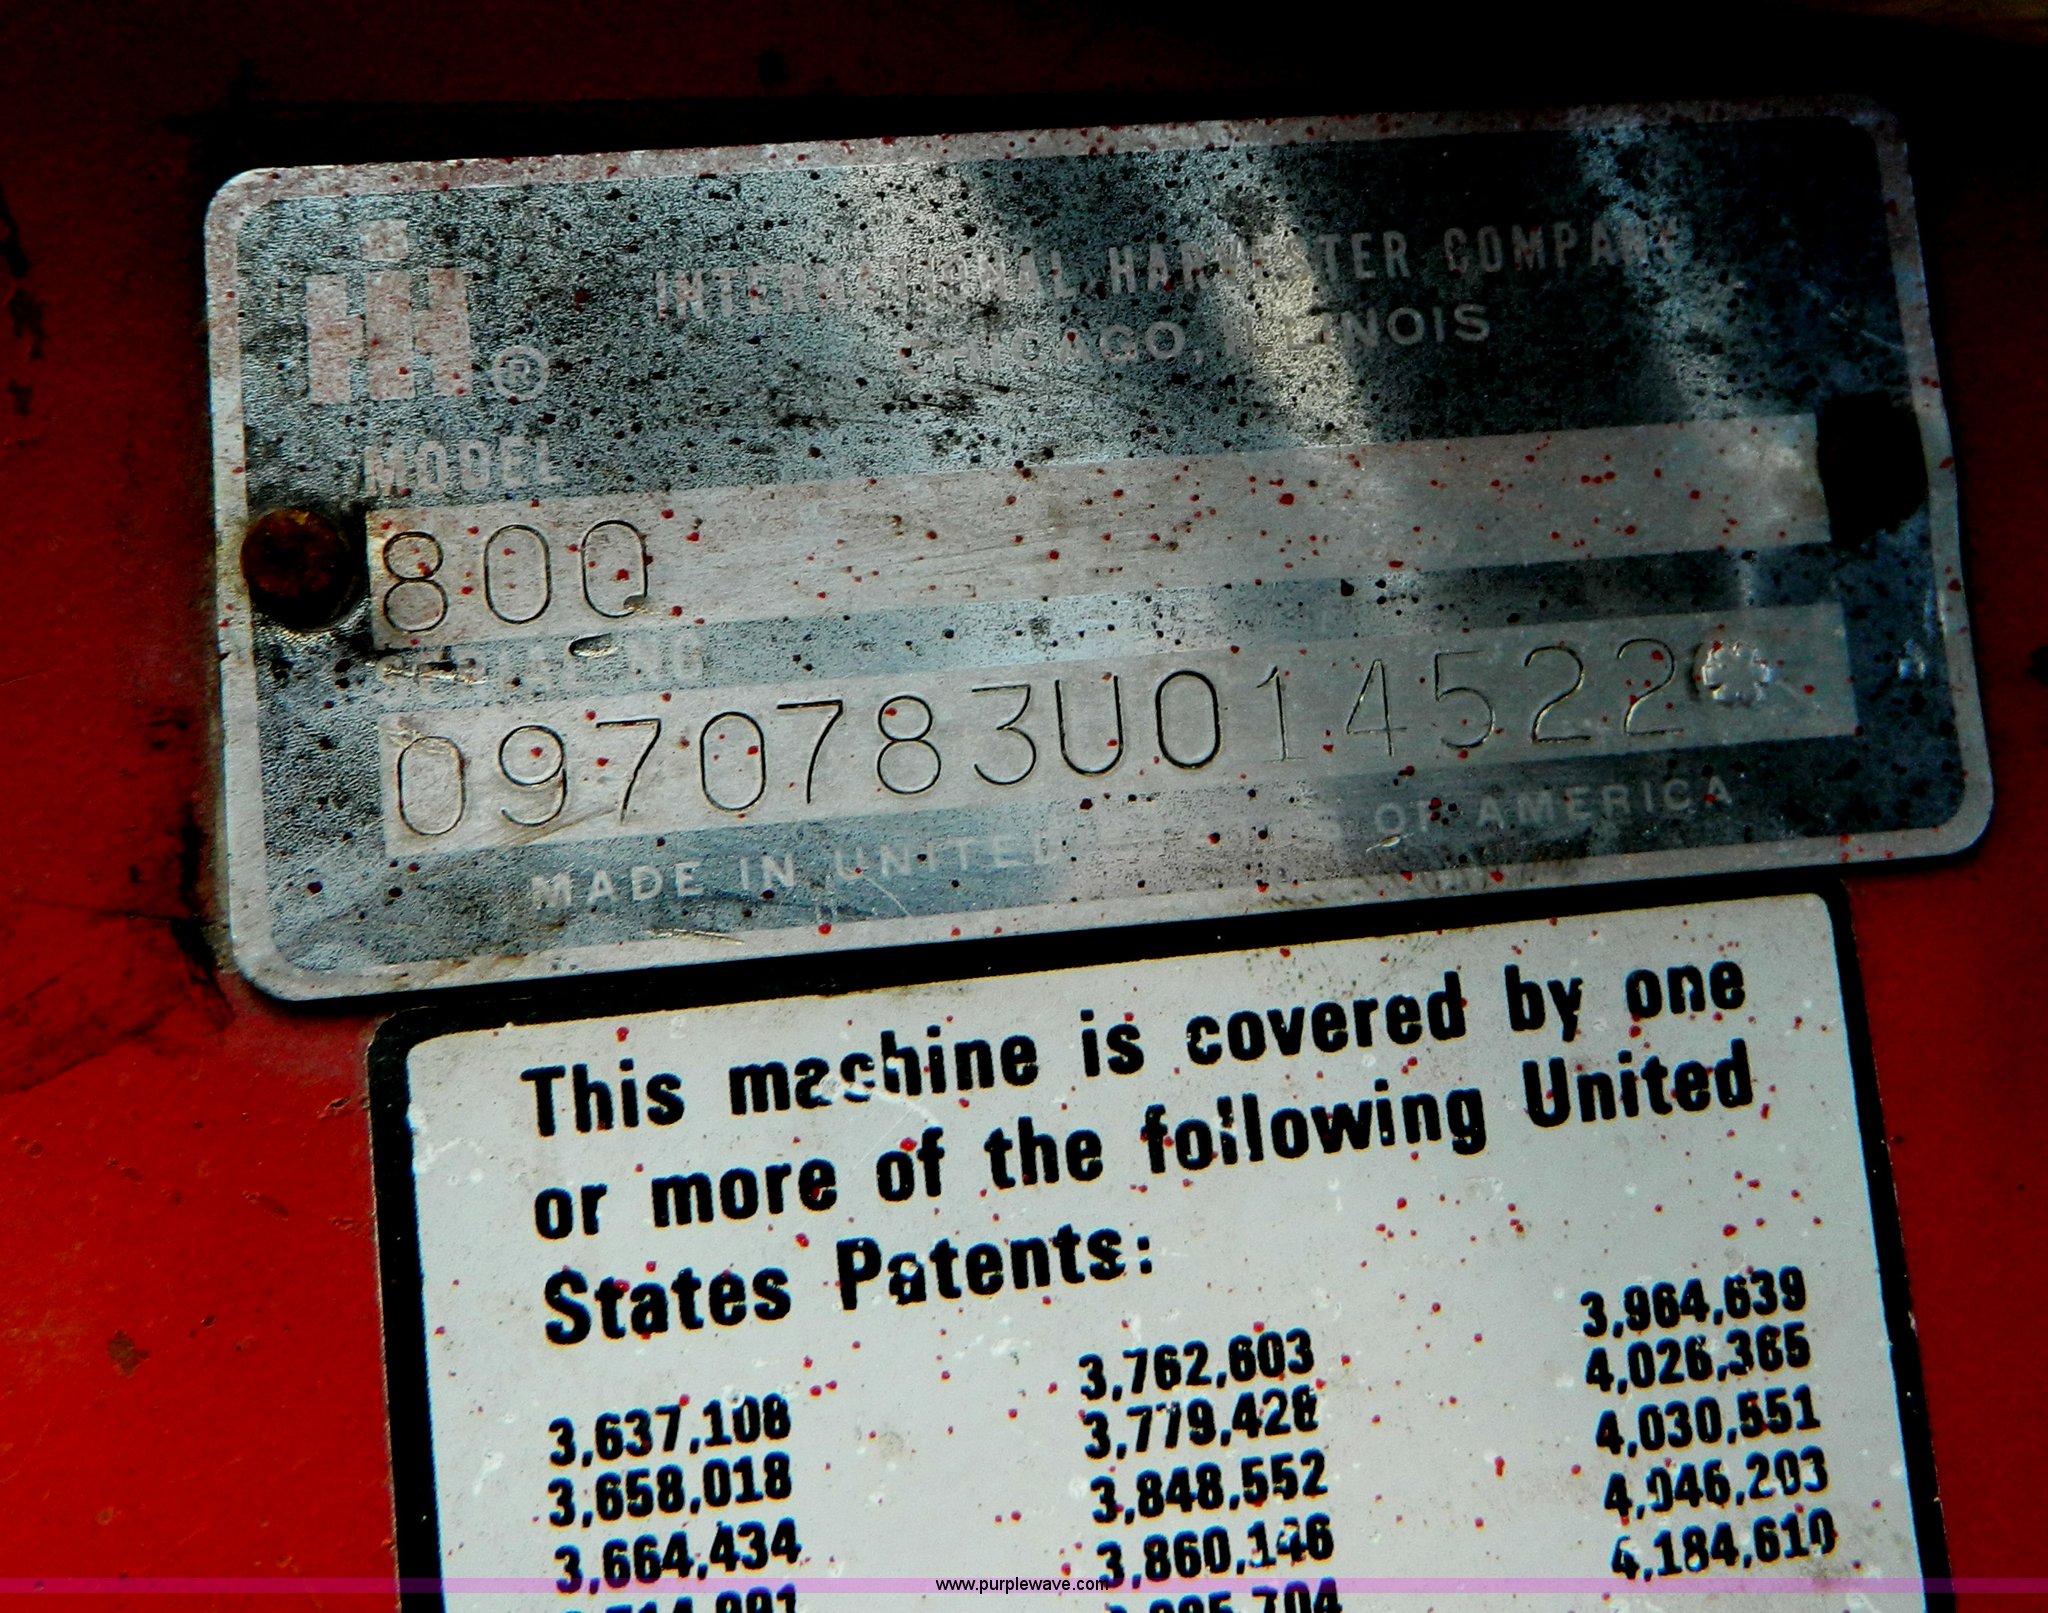 IH ®
INTERNATIONAL HARVESTER COMPANY
CHICAGO, ILLINOIS
MODEL
800
SERIAL NO
0970783U014522*
MADE IN UNITED STATES OF AMERICA
This machine is covered by one
or more of the following United
States Patents:
3,637,108 3,762,603 3,964,639
3,658,018 3,779,428 4,026,365
3,664,434 3,848,552 4,030,551
3,860,146 4,046,203
4,184,610
www.purplewave.com